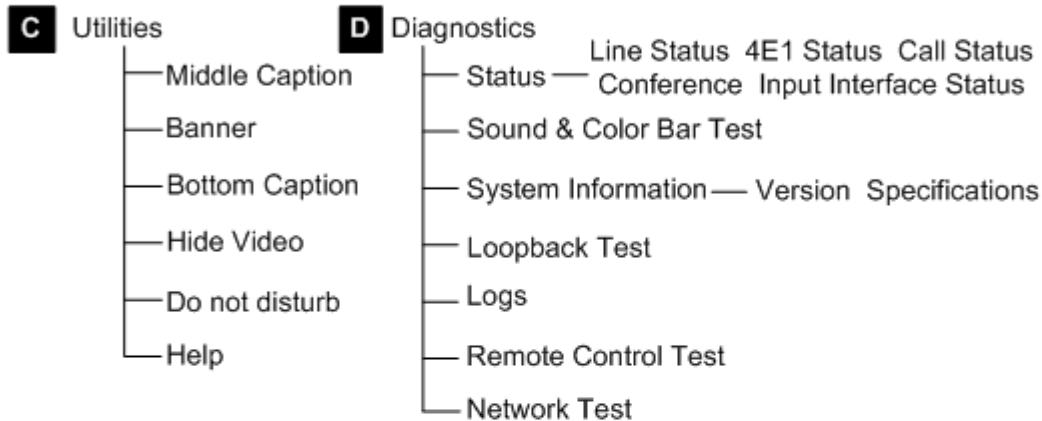 C Utilities
Middle Caption
Banner
Bottom Caption
Hide Video
Do not disturb
Help
D Diagnostics
Status
Line Status 4E1 Status Call Status
Conference Input Interface Status
Sound & Color Bar Test
System Information
Version Specifications
Loopback Test
Logs
Remote Control Test
Network Test